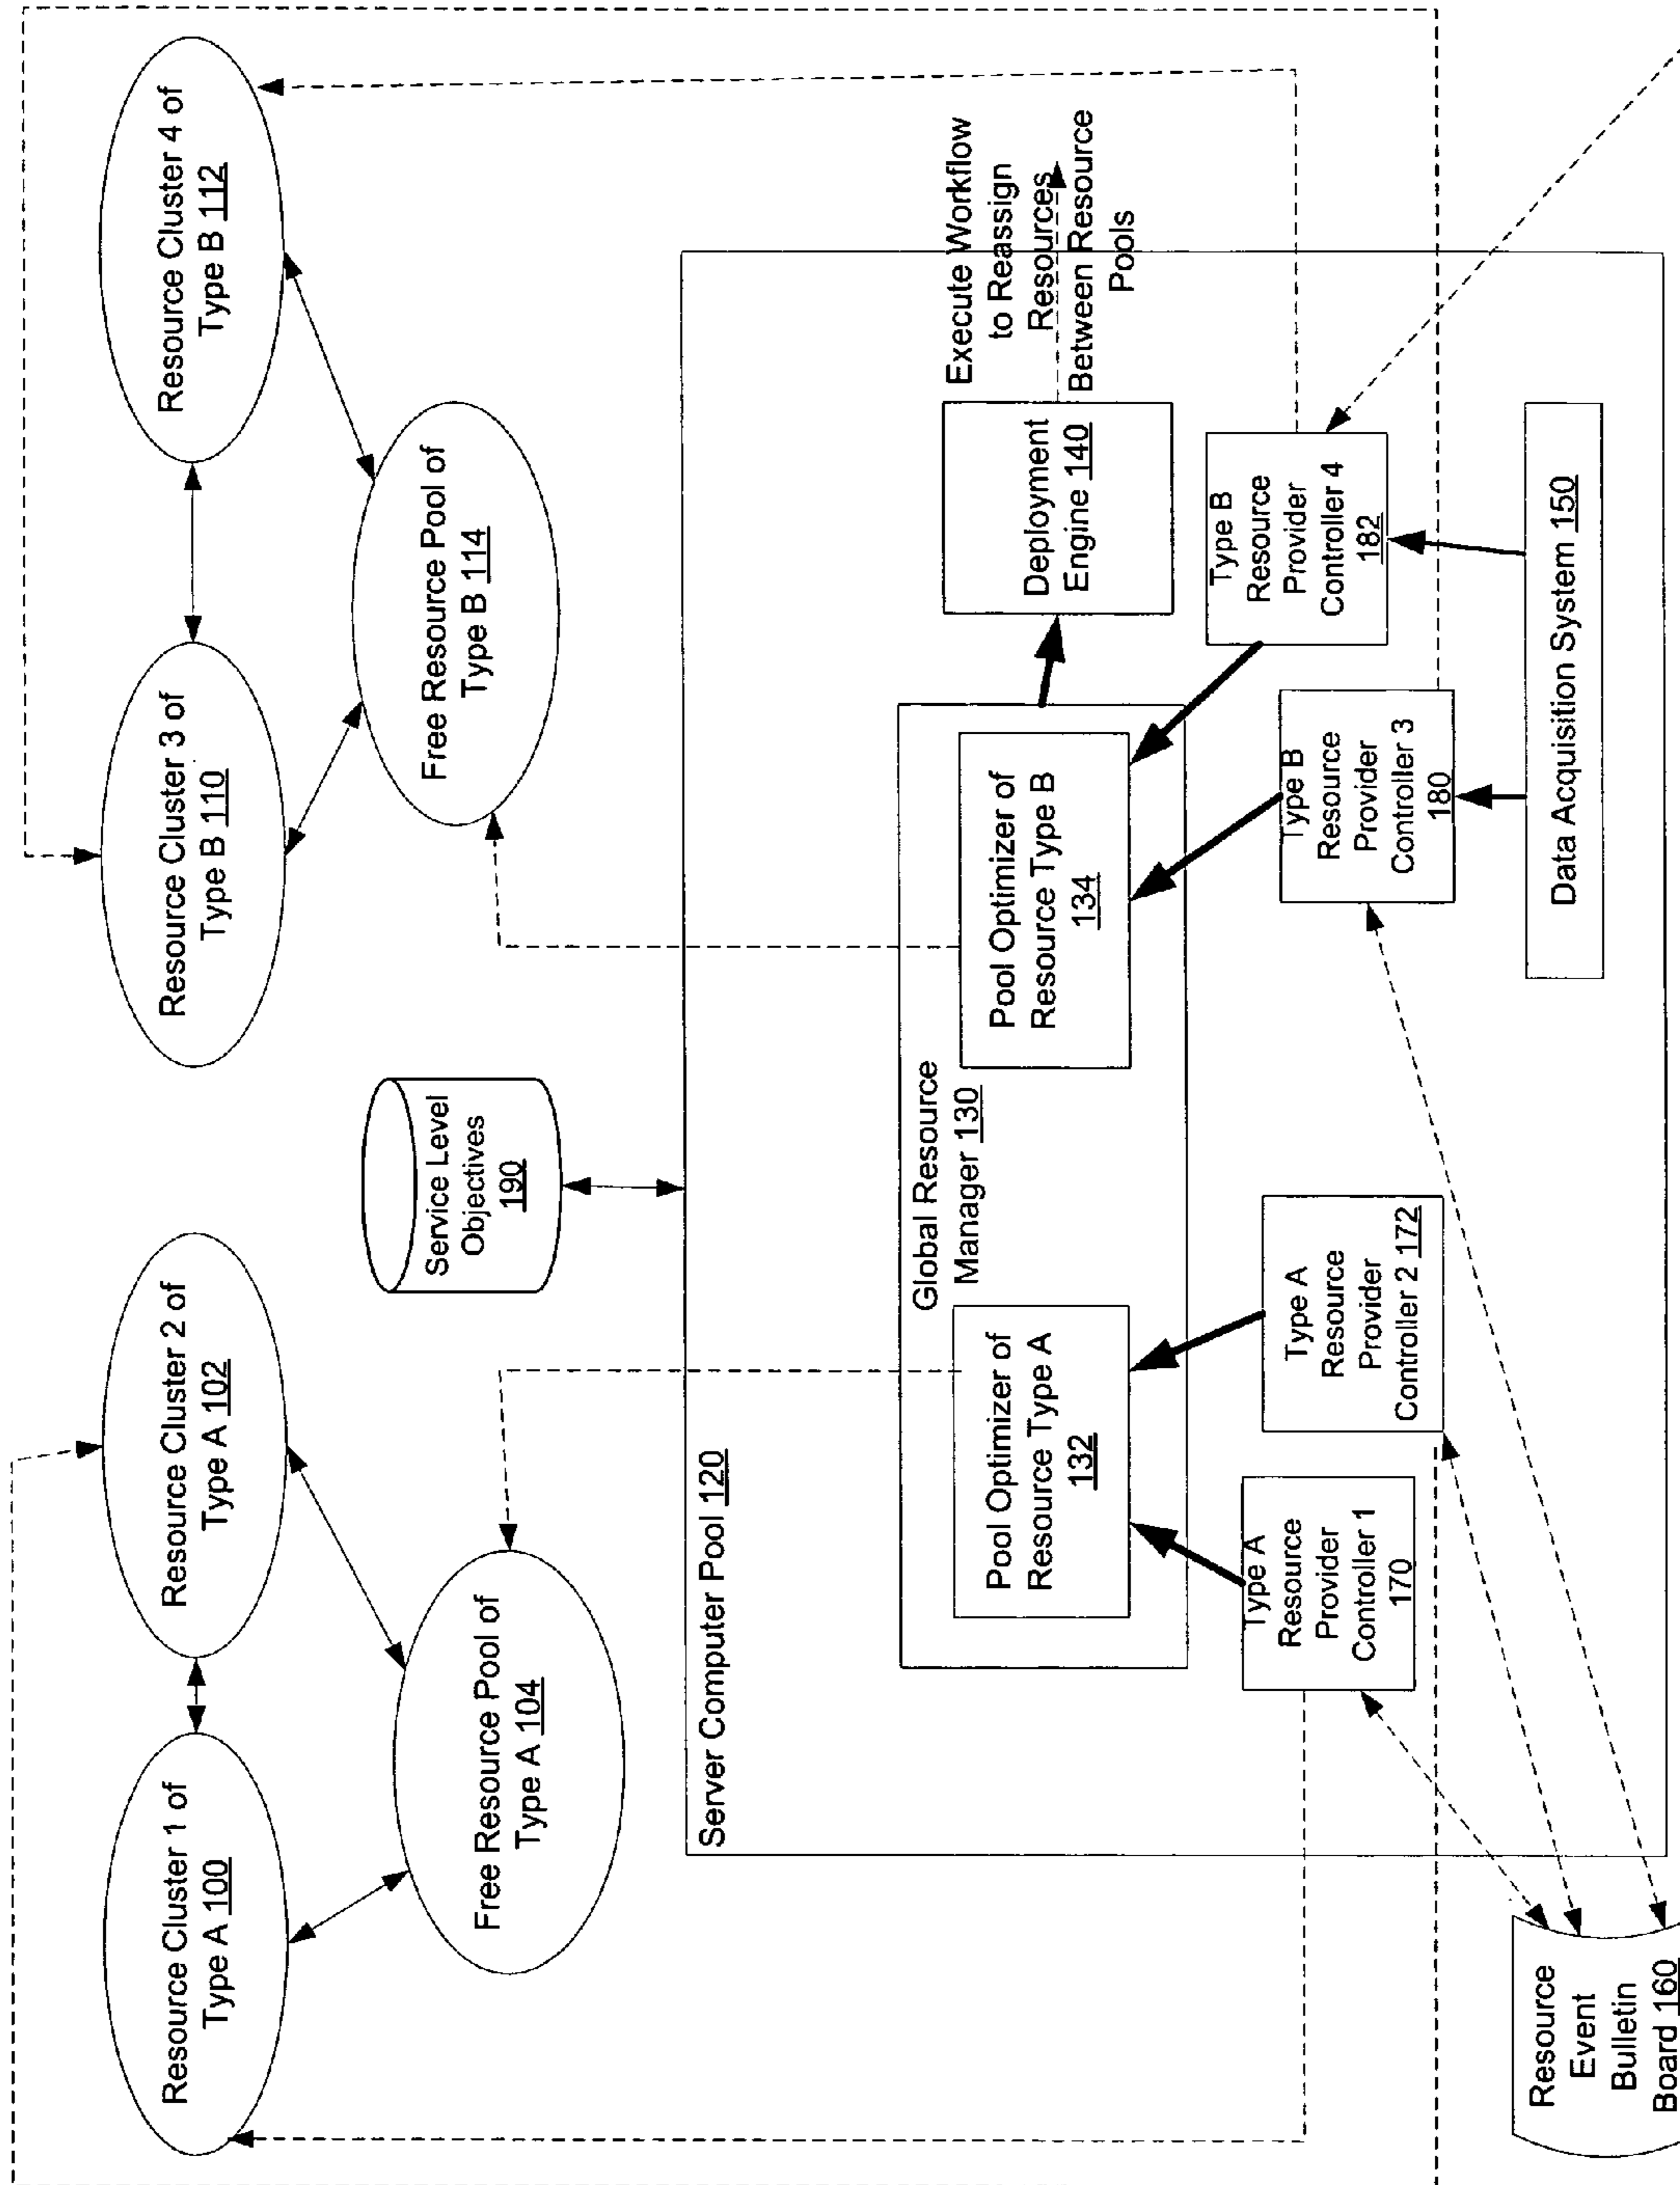 Resource Cluster 1 of
Type A 100
Resource Cluster 2 of
Type A 102
Free Resource Pool of
Type A 104
Resource Cluster 3 of
Type B 110
Resource Cluster 4 of
Type B 112
Free Resource Pool of
Type B 114
Service Level
Objectives
190
Server Computer Pool 120
Global Resource
Manager 130
Pool Optimizer of
Resource Type A
132
Pool Optimizer of
Resource Type B
134
Deployment
Engine 140
Execute Workflow
to Reassign
Resources
Between Resource
Pools
Type A
Resource
Provider
Controller 1
170
Type A
Resource
Provider
Controller 2 172
Type B
Resource
Provider
Controller 3
180
Type B
Resource
Provider
Controller 4
182
Data Acquisition System 150
Resource
Event
Bulletin
Board 160